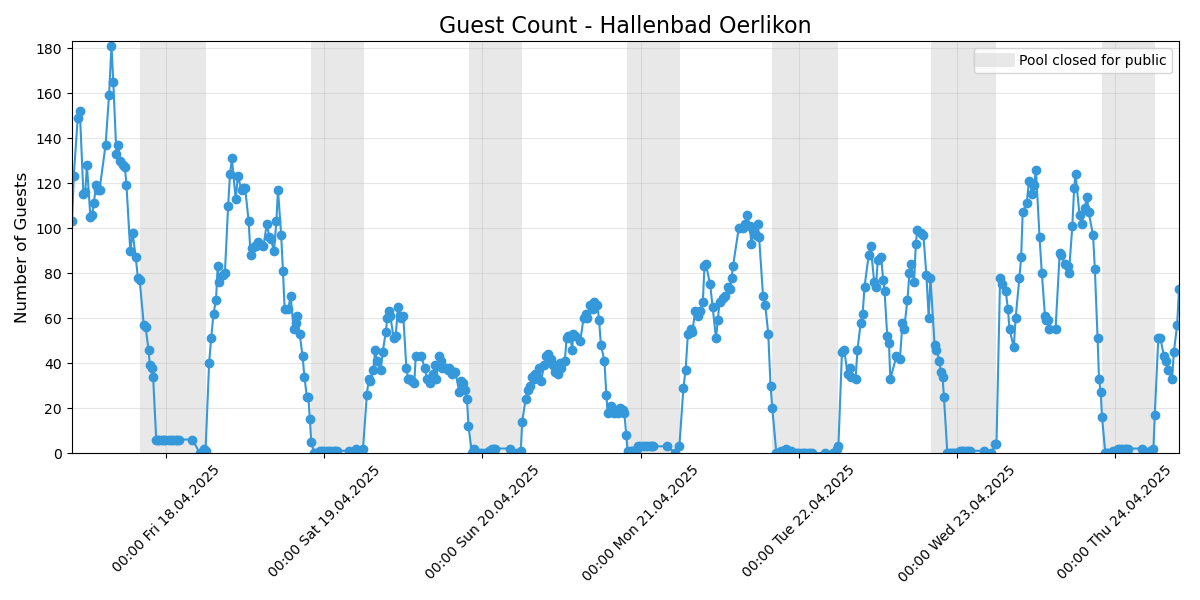 Guest Count - Hallenbad Oerlikon
Pool closed for public
Number of Guests
180
160
140
120
100
80
60
40
20
0
00:00 Fri 18.04.2025
00:00 Sat 19.04.2025
00:00 Sun 20.04.2025
00:00 Mon 21.04.2025
00:00 Tue 22.04.2025
00:00 Wed 23.04.2025
00:00 Thu 24.04.2025